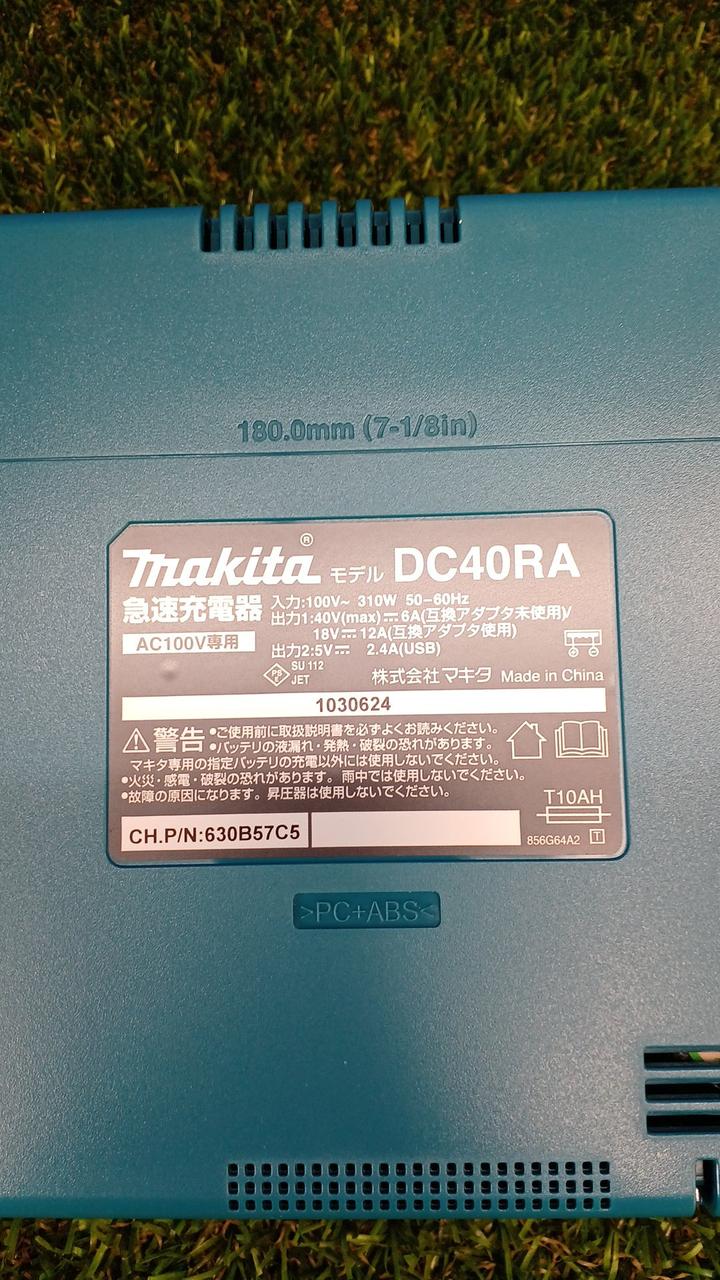 180.0mm (7-1/8in)
makita® モデル DC40RA
急速充電器
AC100V専用
入力:100V~ 310W 50-60Hz
出力1:40V(max)⎓6A(互換アダプタ未使用)/
18V⎓12A(互換アダプタ使用)
出力2:5V⎓ 2.4A(USB)
PS E
SU 112
JET
株式会社マキタ Made in China
1030624
警告 •ご使用前に取扱説明書を必ずよくお読みください。
•バッテリの液漏れ・発熱・破裂の恐れがあります。
マキタ専用の指定バッテリの充電以外には使用しないでください。
•火災・感電・破裂の恐れがあります。雨中では使用しないでください。
•故障の原因になります。昇圧器は使用しないでください。
T10AH
CH.P/N:630B57C5
856G64A2 T
>PC+ABS<